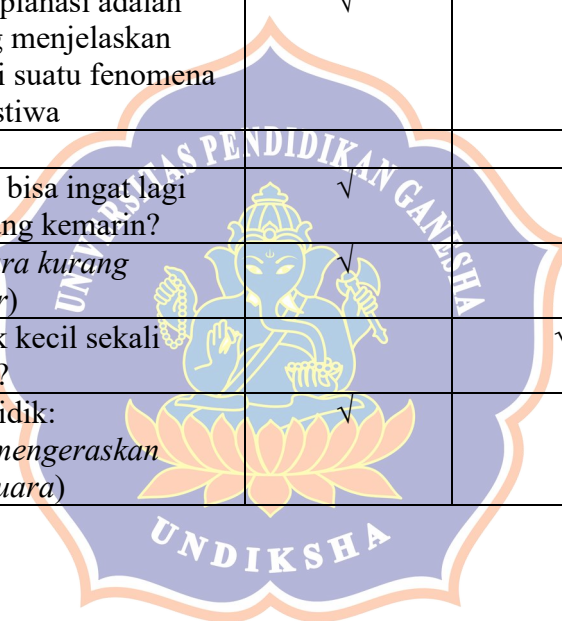 planasi adalah √
g menjelaskan
i suatu fenomena
stiwa
UNIVERSITAS PENDIDIKAN GANESHA
bisa ingat lagi √
ng kemarin?
ra kurang √
r)
k kecil sekali √
?
idik: √
mengeraskan
uara)
UNDIKSHA